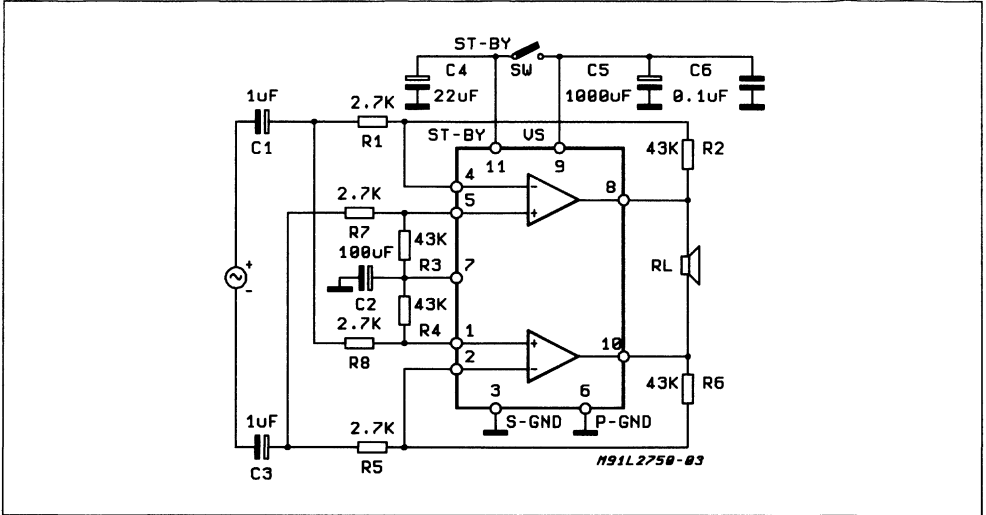 ST-BY
SW
C4
22uF
C5
1000uF
C6
0.1uF
1uF
C1
2.7K
R1
ST-BY
VS
11
9
43K R2
4
5
8
2.7K
R7
43K
R3
100uF
C2
7
+
-
RL
43K
R4
2.7K
R8
1
2
10
3
S-GND
6
P-GND
43K R6
1uF
C3
2.7K
R5
-
+
+
-
M91L2750-03